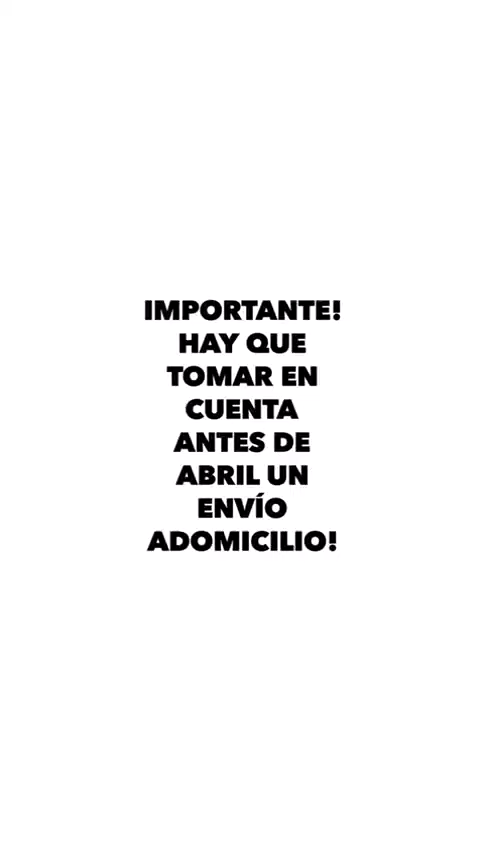 IMPORTANTE!
HAY QUE
TOMAR EN
CUENTA
ANTES DE
ABRIL UN
ENVÍO
ADOMICILIO!